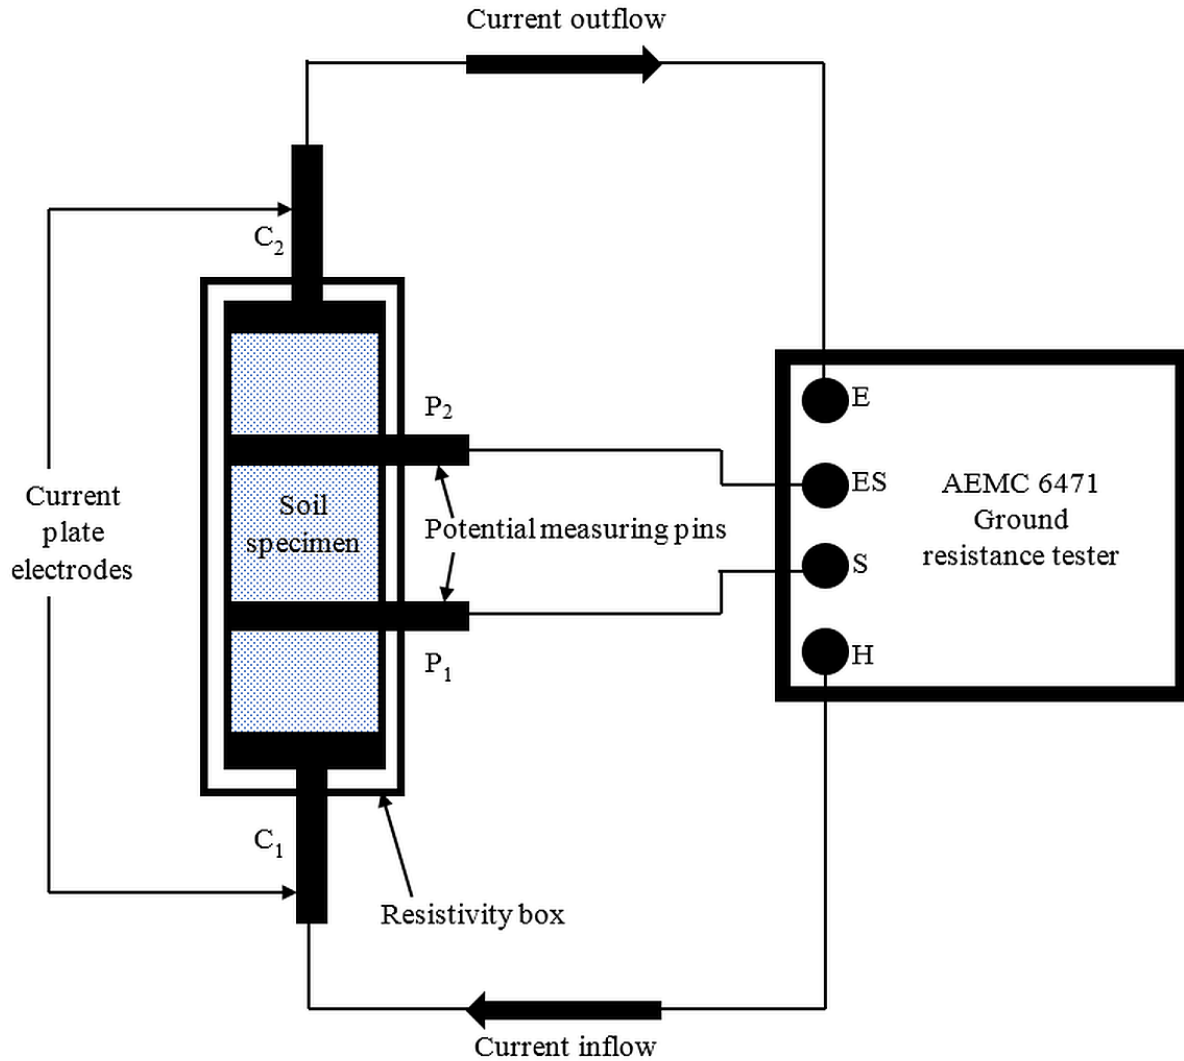 Current outflow
C2
P2
E
ES
S
H
AEMC 6471
Ground
resistance tester
Current
plate
electrodes
Soil
specimen
Potential measuring pins
P1
C1
Resistivity box
Current inflow